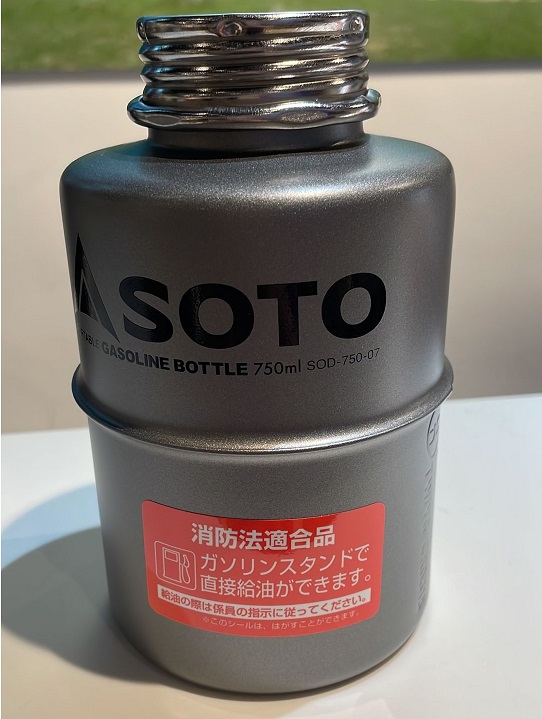 SOTO
GASOLINE BOTTLE 750ml SOD-750-07
消防法適合品
ガソリンスタンドで
直接給油ができます。
給油の際は係員の指示に従ってください。
※このシールは、はがすことができます。